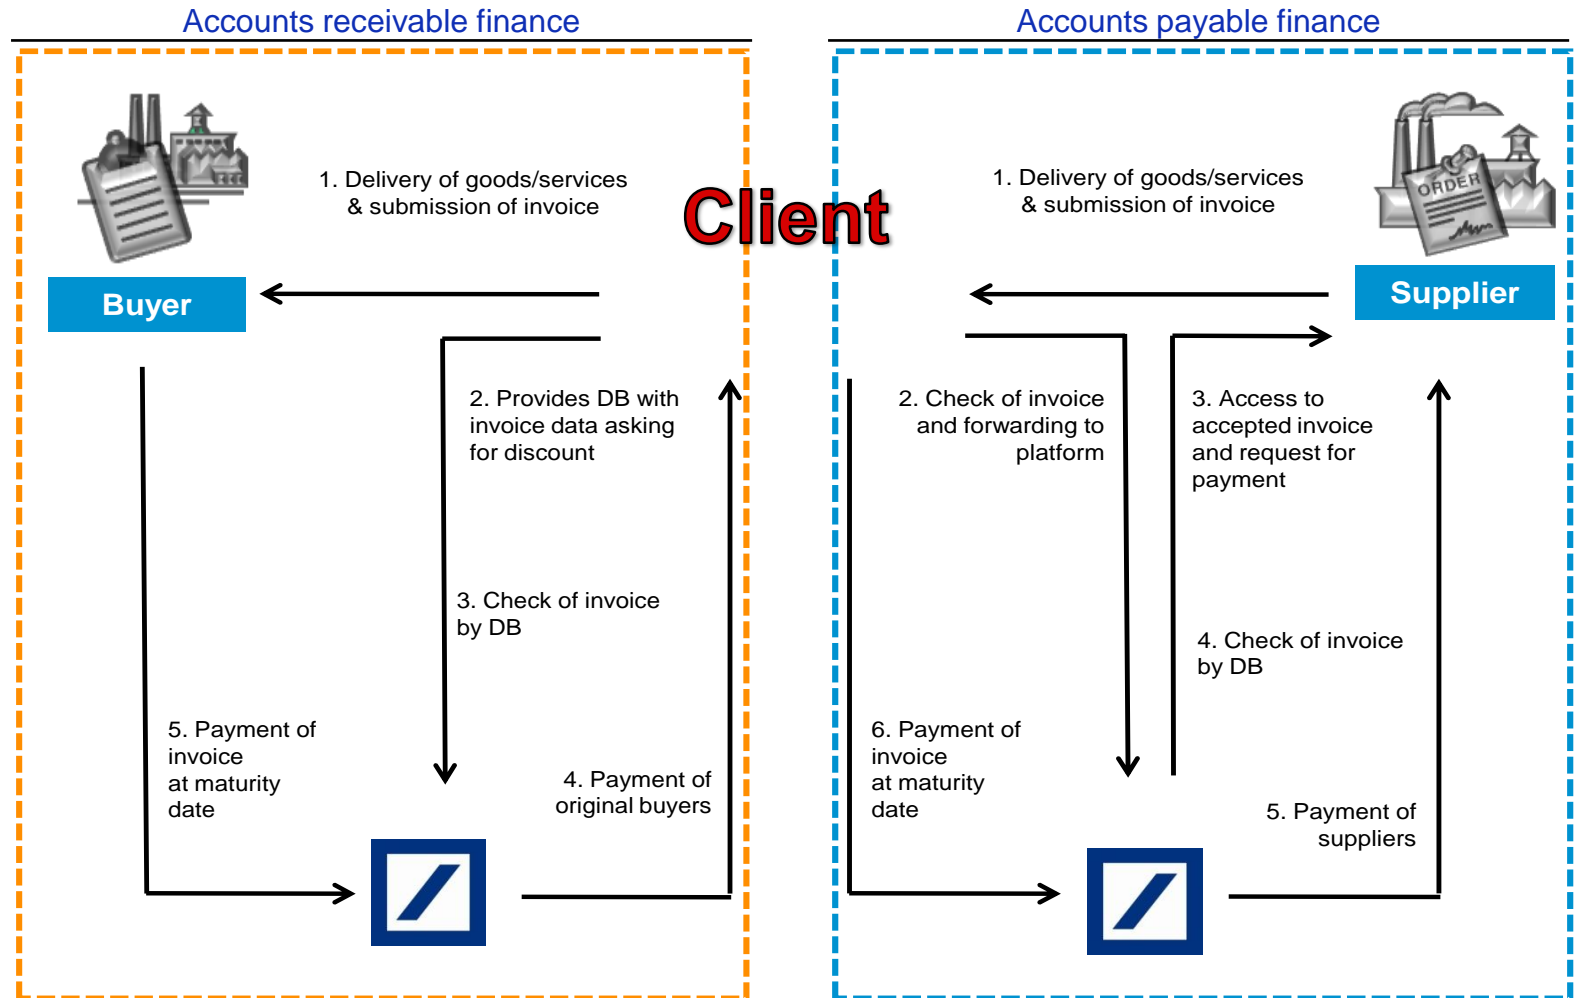 Accounts receivable finance
Accounts payable finance
1. Delivery of goods/services
& submission of invoice
Client
1. Delivery of goods/services
& submission of invoice
ORDER
Buyer
Supplier
2. Provides DB with
invoice data asking
for discount
2. Check of invoice
and forwarding to
platform
3. Access to
accepted invoice
and request for
payment
3. Check of invoice
by DB
4. Check of invoice
by DB
5. Payment of
invoice
at maturity
date
4. Payment of
original buyers
6. Payment of
invoice
at maturity
date
5. Payment of
suppliers